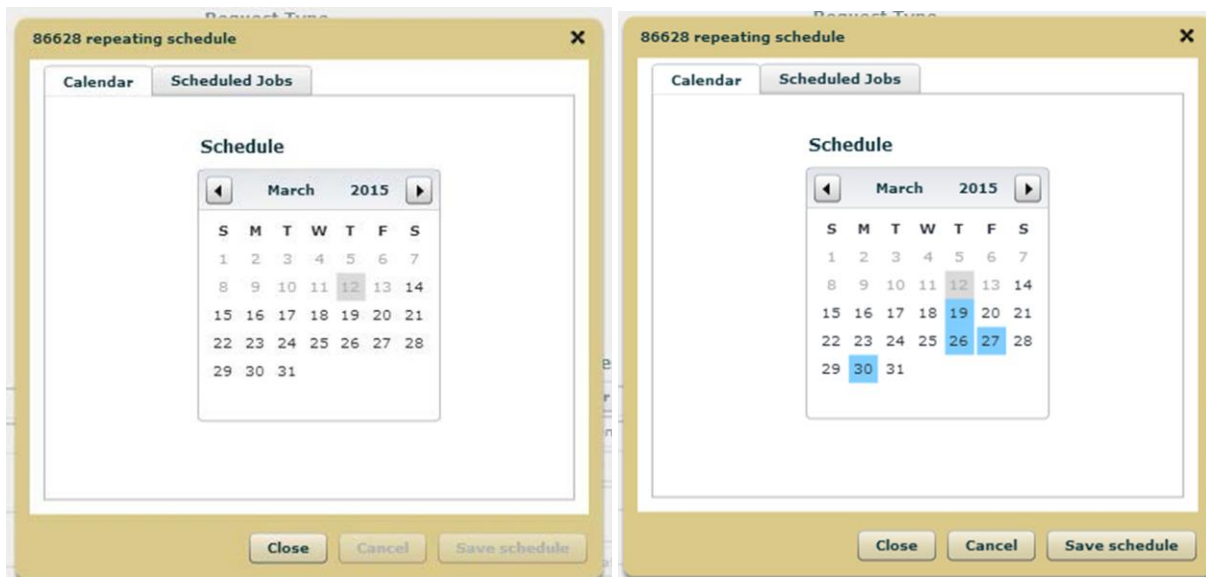 Request Type
86628 repeating schedule
Calendar Scheduled Jobs
Schedule
March 2015
S M T W T F S
1 2 3 4 5 6 7
8 9 10 11 12 13 14
15 16 17 18 19 20 21
22 23 24 25 26 27 28
29 30 31
Close Cancel Save schedule
Request Type
86628 repeating schedule
Calendar Scheduled Jobs
Schedule
March 2015
S M T W T F S
1 2 3 4 5 6 7
8 9 10 11 12 13 14
15 16 17 18 19 20 21
22 23 24 25 26 27 28
29 30 31
Close Cancel Save schedule